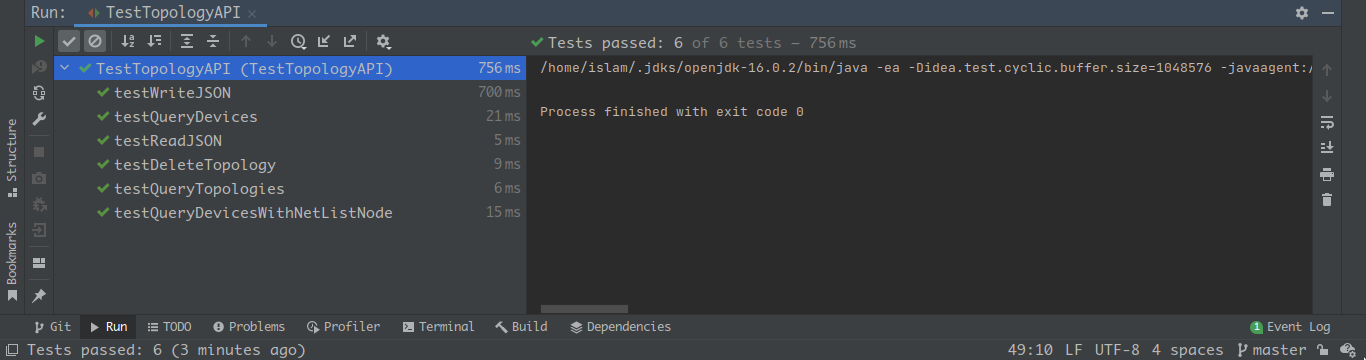 Run: TestTopologyAPI
Tests passed: 6 of 6 tests – 756 ms
TestTopologyAPI (TestTopologyAPI) 756 ms
testWriteJSON 700 ms
testQueryDevices 21 ms
testReadJSON 5 ms
testDeleteTopology 9 ms
testQueryTopologies 6 ms
testQueryDevicesWithNetListNode 15 ms
/home/islam/.jdks/openjdk-16.0.2/bin/java -ea -Didea.test.cyclic.buffer.size=1048576 -javaagent:/
Process finished with exit code 0
Structure
Bookmarks
Git Run TODO Problems Profiler Terminal Build Dependencies 1 Event Log
Tests passed: 6 (3 minutes ago) 49:10 LF UTF-8 4 spaces master